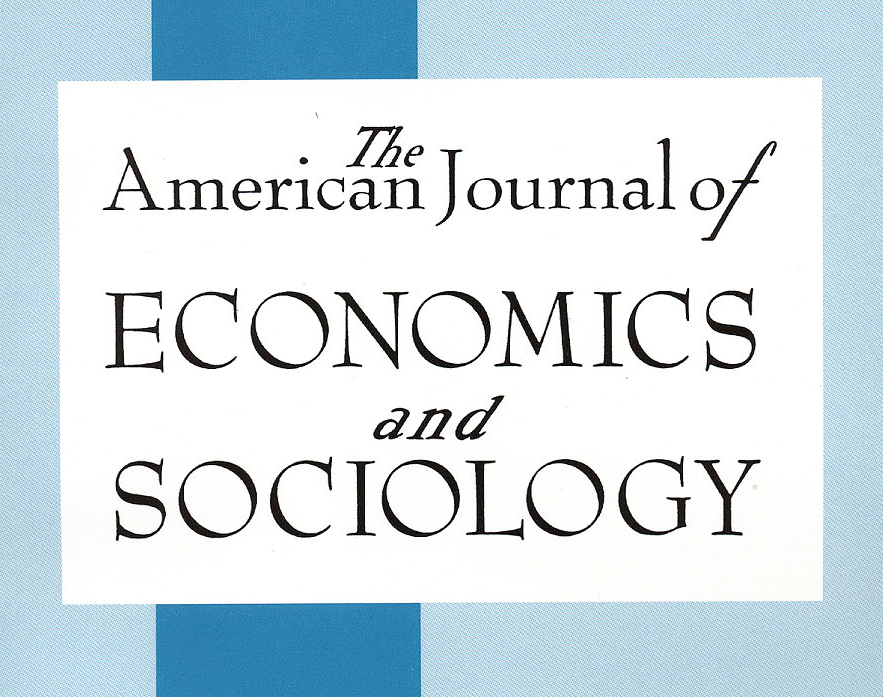 The
American Journal of
ECONOMICS
and
SOCIOLOGY